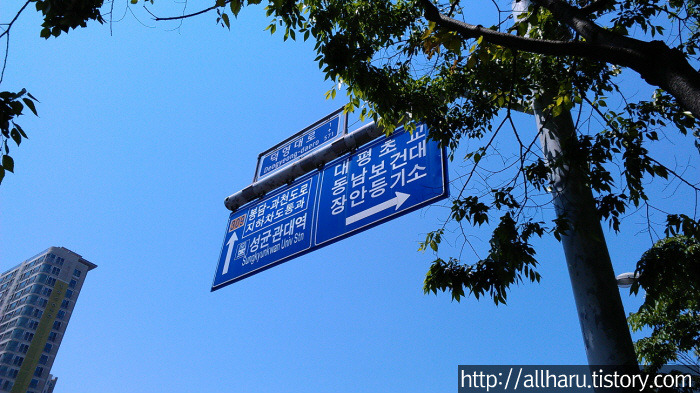 덕영대로
Deogyeong-daero
309
봉담-과천도로
지하차도통과
성균관대역
Sungkyunkwan Univ Stn
대평초교
동남보건대
장안등기소
http://allharu.tistory.com